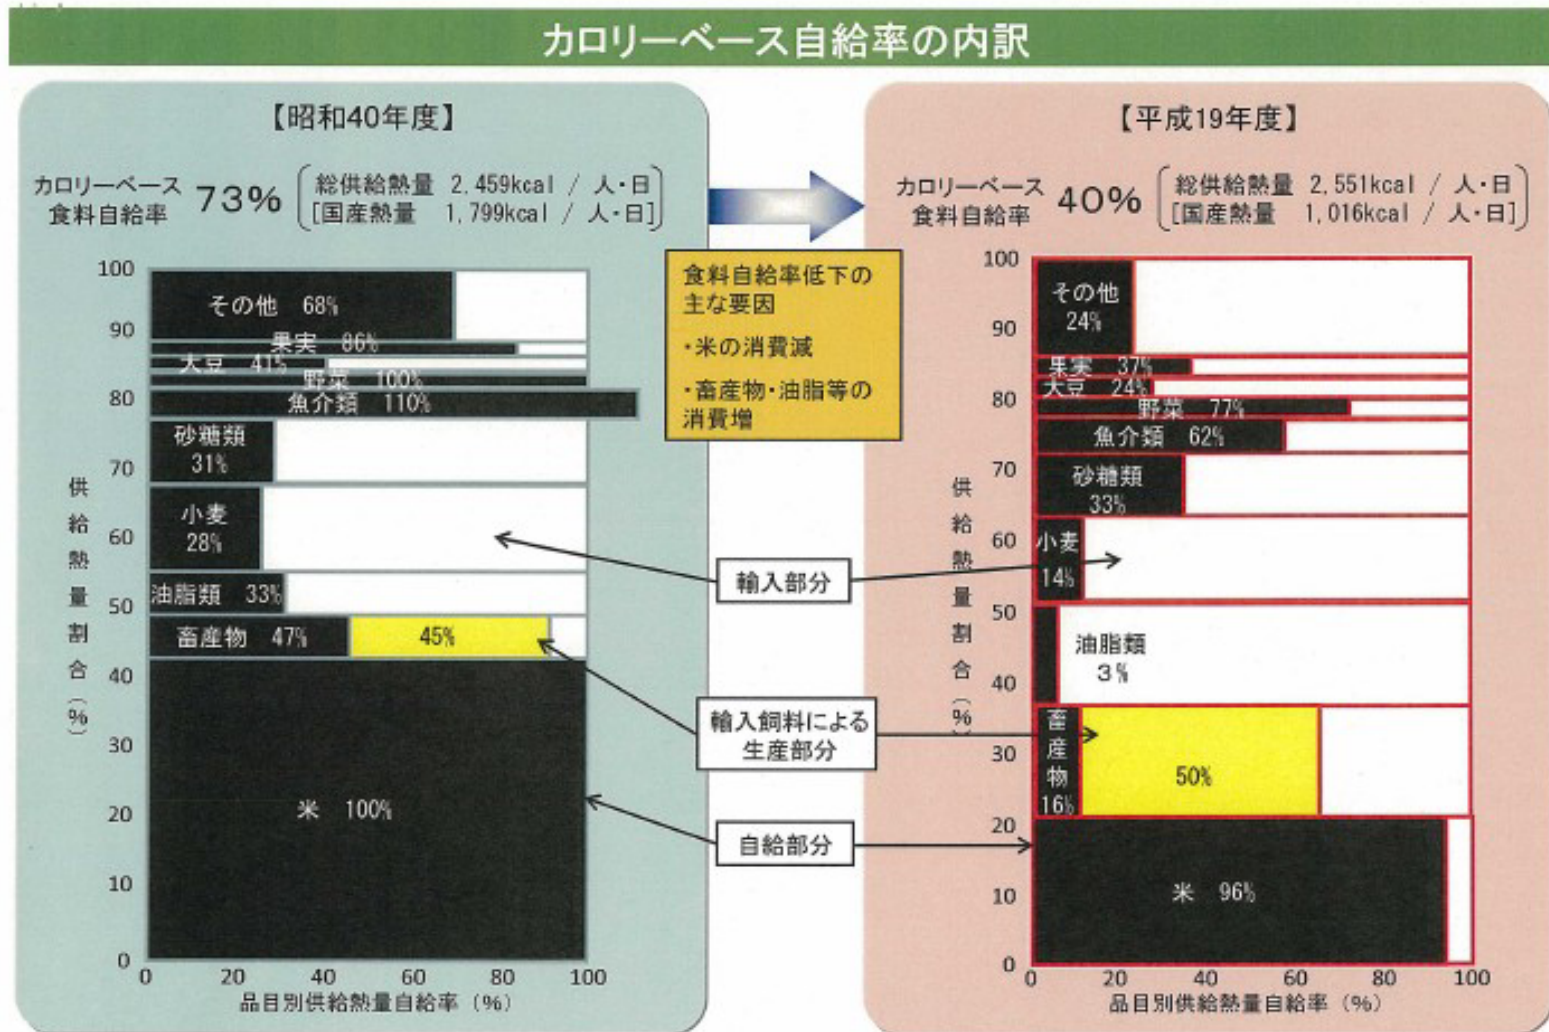 カロリーベース自給率の内訳
【昭和40年度】
カロリーベース
食料自給率
73%
総供給熱量 2,459kcal / 人・日
[国産熱量 1,799kcal / 人・日]
100
90
80
70
60
50
40
30
20
10
0
供給熱量割合(%)
その他 68%
果実 86%
大豆 41%
野菜 100%
魚介類 110%
砂糖類
31%
小麦
28%
油脂類 33%
畜産物 47%
45%
米 100%
0 20 40 60 80 100
品目別供給熱量自給率(%)
食料自給率低下の
主な要因
・米の消費減
・畜産物・油脂等の
消費増
輸入部分
輸入飼料による
生産部分
自給部分
【平成19年度】
カロリーベース
食料自給率
40%
総供給熱量 2,551kcal / 人・日
[国産熱量 1,016kcal / 人・日]
100
90
80
70
60
50
40
30
20
10
0
供給熱量割合(%)
その他
24%
果実 37%
大豆 24%
野菜 77%
魚介類 62%
砂糖類
33%
小麦
14%
油脂類
3%
畜産物
16%
50%
米 96%
0 20 40 60 80 100
品目別供給熱量自給率(%)